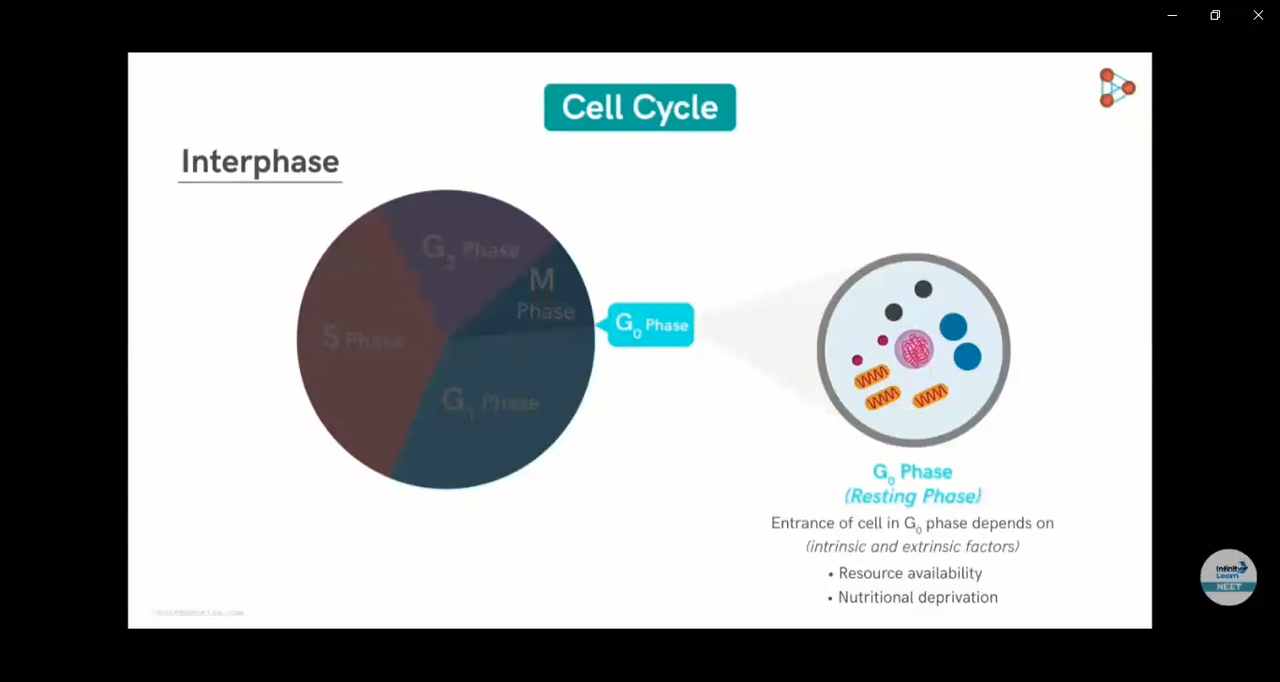 Cell Cycle
Interphase
G₂ Phase
M
Phase
S Phase
G₀ Phase
G₁ Phase
G₀ Phase
(Resting Phase)
Entrance of cell in G₀ phase depends on
(intrinsic and extrinsic factors)
• Resource availability
• Nutritional deprivation
Infinity
Learn
NEET